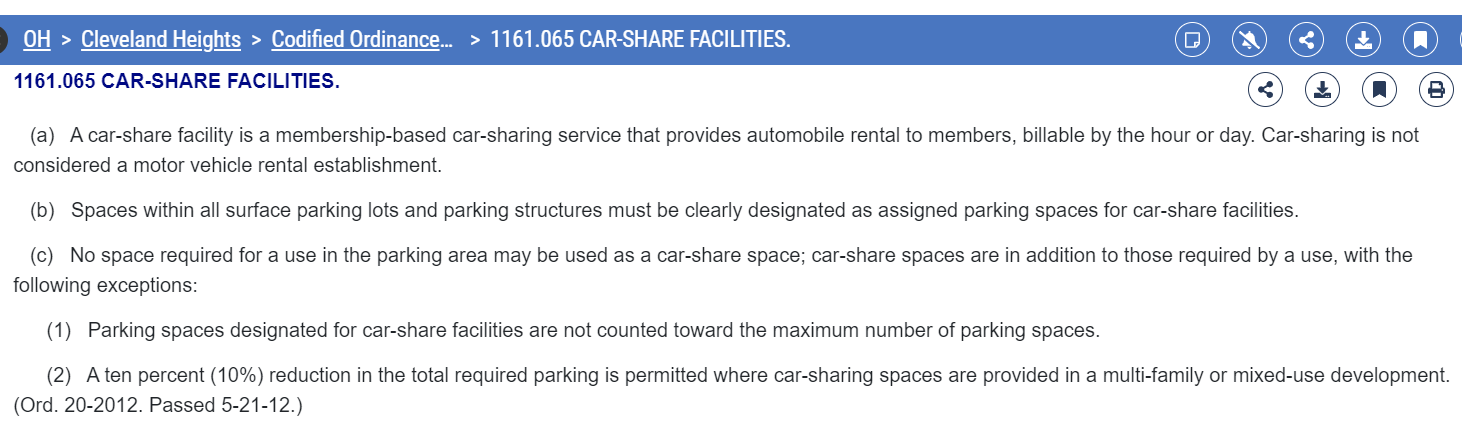 OH > Cleveland Heights > Codified Ordinance... > 1161.065 CAR-SHARE FACILITIES.
1161.065 CAR-SHARE FACILITIES.
(a) A car-share facility is a membership-based car-sharing service that provides automobile rental to members, billable by the hour or day. Car-sharing is not
considered a motor vehicle rental establishment.
(b) Spaces within all surface parking lots and parking structures must be clearly designated as assigned parking spaces for car-share facilities.
(c) No space required for a use in the parking area may be used as a car-share space; car-share spaces are in addition to those required by a use, with the
following exceptions:
(1) Parking spaces designated for car-share facilities are not counted toward the maximum number of parking spaces.
(2) A ten percent (10%) reduction in the total required parking is permitted where car-sharing spaces are provided in a multi-family or mixed-use development.
(Ord. 20-2012. Passed 5-21-12.)